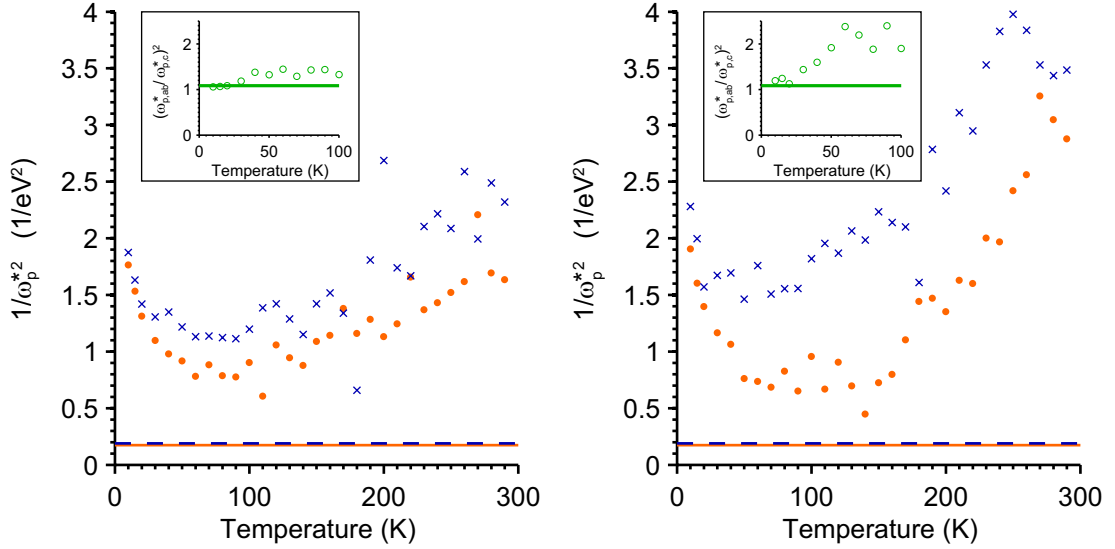 4
3.5
3
2.5
2
1.5
1
0.5
0
1/ω*p² (1/eV²)
0 100 200 300
Temperature (K)
2
1
0
(ω*p,ab/ω*p,c)²
0 50 100
Temperature (K)
4
3.5
3
2.5
2
1.5
1
0.5
0
1/ω*p² (1/eV²)
0 100 200 300
Temperature (K)
2
1
0
(ω*p,ab/ω*p,c)²
0 50 100
Temperature (K)